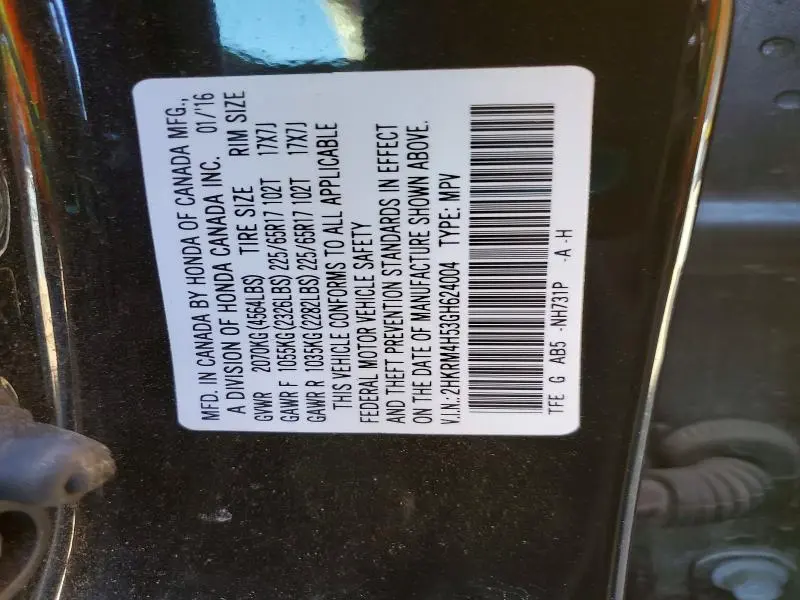 MFD. IN CANADA BY HONDA OF CANADA MFG.,
A DIVISION OF HONDA CANADA INC. 01/'16
GVWR 2070KG(4564LBS) TIRE SIZE RIM SIZE
GAWR F 1055KG(2326LBS) 225/65R17 102T 17X7J
GAWR R 1035KG(2282LBS) 225/65R17 102T 17X7J
THIS VEHICLE CONFORMS TO ALL APPLICABLE
FEDERAL MOTOR VEHICLE SAFETY
AND THEFT PREVENTION STANDARDS IN EFFECT
ON THE DATE OF MANUFACTURE SHOWN ABOVE.
V.I.N.: 2HKRM4H53GH624004 TYPE: MPV
TFE G AB5 -NH731P -A -H